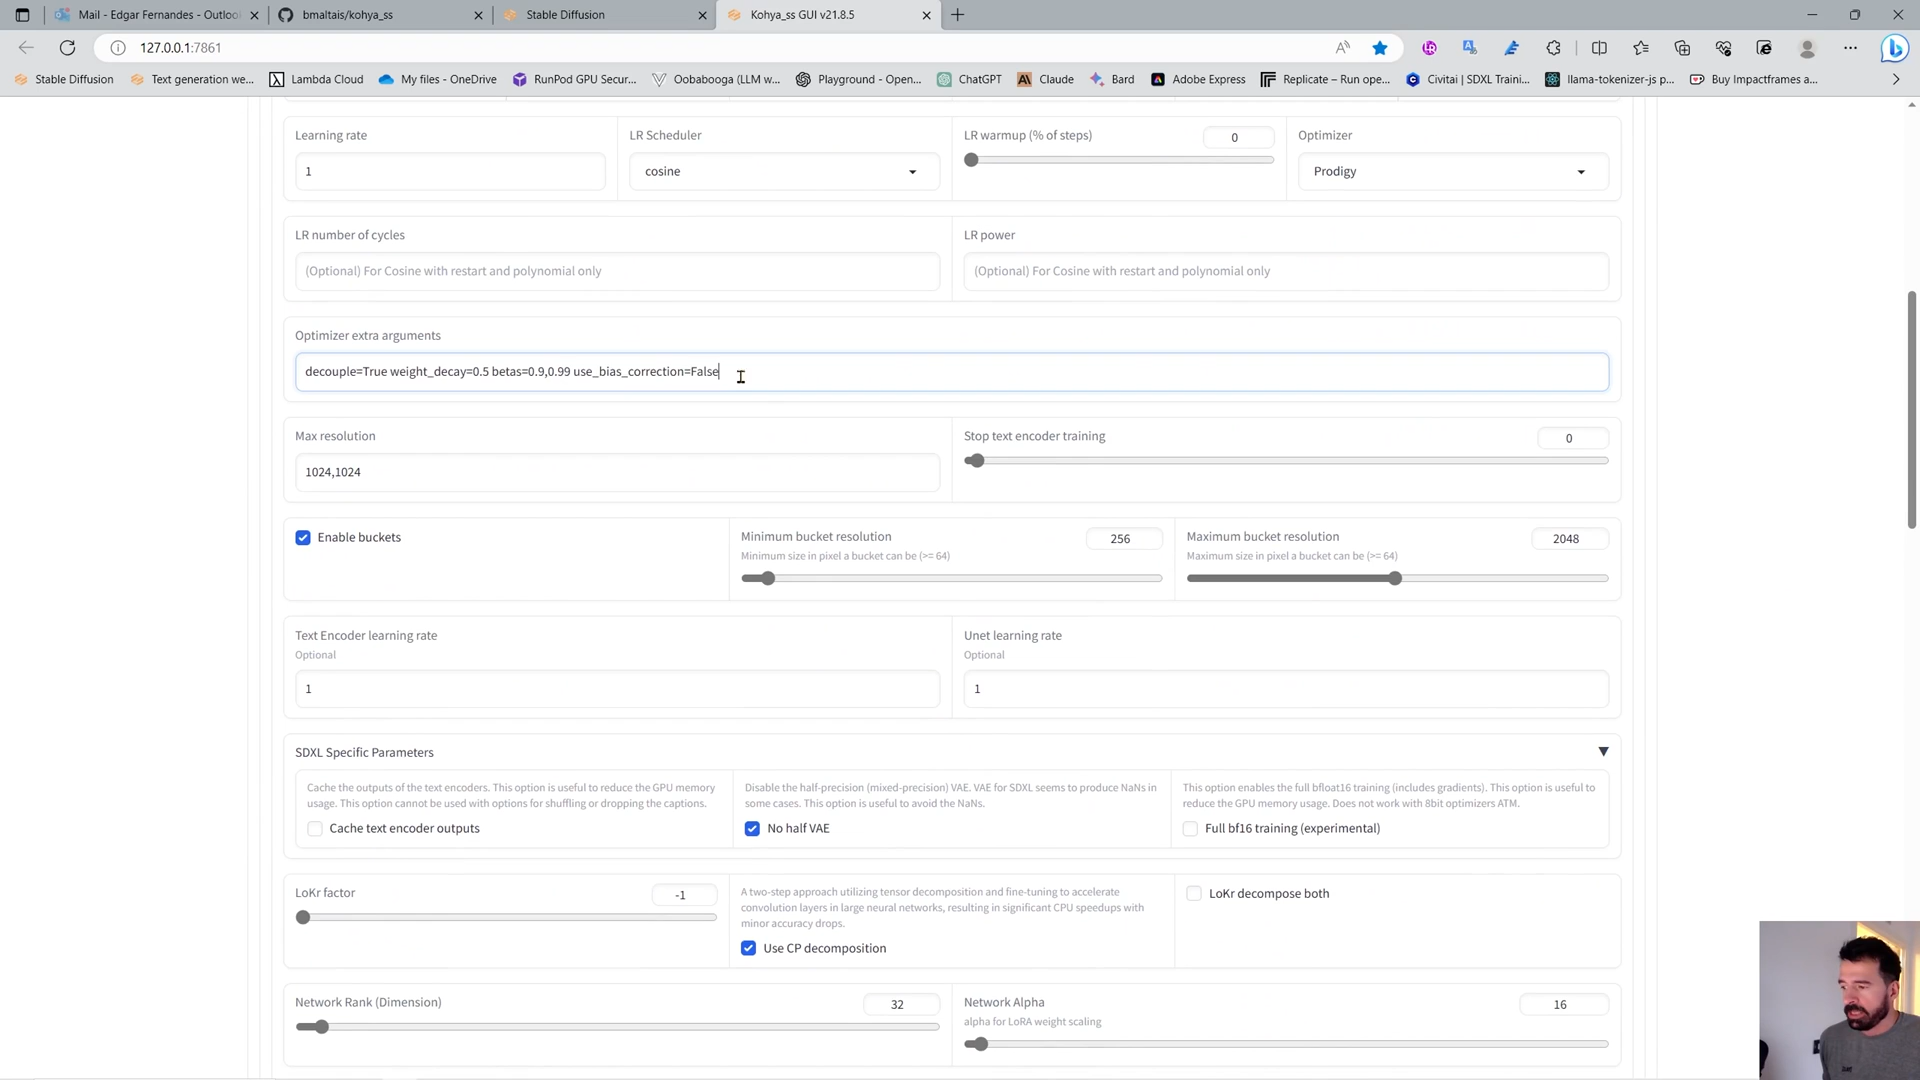 Mail - Edgar Fernandes - Outloo
bmaltais/kohya_ss
Stable Diffusion
Kohya_ss GUI v21.8.5
127.0.0.1:7861
Stable Diffusion
Text generation we...
Lambda Cloud
My files - OneDrive
RunPod GPU Secur...
Oobabooga (LLM w...
Playground - Open...
ChatGPT
Claude
Bard
Adobe Express
Replicate – Run ope...
Civitai | SDXL Traini...
llama-tokenizer-js p...
Buy Impactframes a...
Learning rate
1
LR Scheduler
cosine
LR warmup (% of steps)
0
Optimizer
Prodigy
LR number of cycles
(Optional) For Cosine with restart and polynomial only
LR power
(Optional) For Cosine with restart and polynomial only
Optimizer extra arguments
decouple=True weight_decay=0.5 betas=0.9,0.99 use_bias_correction=False
Max resolution
1024,1024
Stop text encoder training
0
Enable buckets
Minimum bucket resolution
256
Minimum size in pixel a bucket can be (>= 64)
Maximum bucket resolution
2048
Maximum size in pixel a bucket can be (>= 64)
Text Encoder learning rate
Optional
1
Unet learning rate
Optional
1
SDXL Specific Parameters
Cache the outputs of the text encoders. This option is useful to reduce the GPU memory
usage. This option cannot be used with options for shuffling or dropping the captions.
Cache text encoder outputs
Disable the half-precision (mixed-precision) VAE. VAE for SDXL seems to produce NaNs in
some cases. This option is useful to avoid the NaNs.
No half VAE
This option enables the full bfloat16 training (includes gradients). This option is useful to
reduce the GPU memory usage. Does not work with 8bit optimizers ATM.
Full bf16 training (experimental)
LoKr factor
-1
A two-step approach utilizing tensor decomposition and fine-tuning to accelerate
convolution layers in large neural networks, resulting in significant CPU speedups with
minor accuracy drops.
Use CP decomposition
LoKr decompose both
Network Rank (Dimension)
32
Network Alpha
16
alpha for LoRA weight scaling